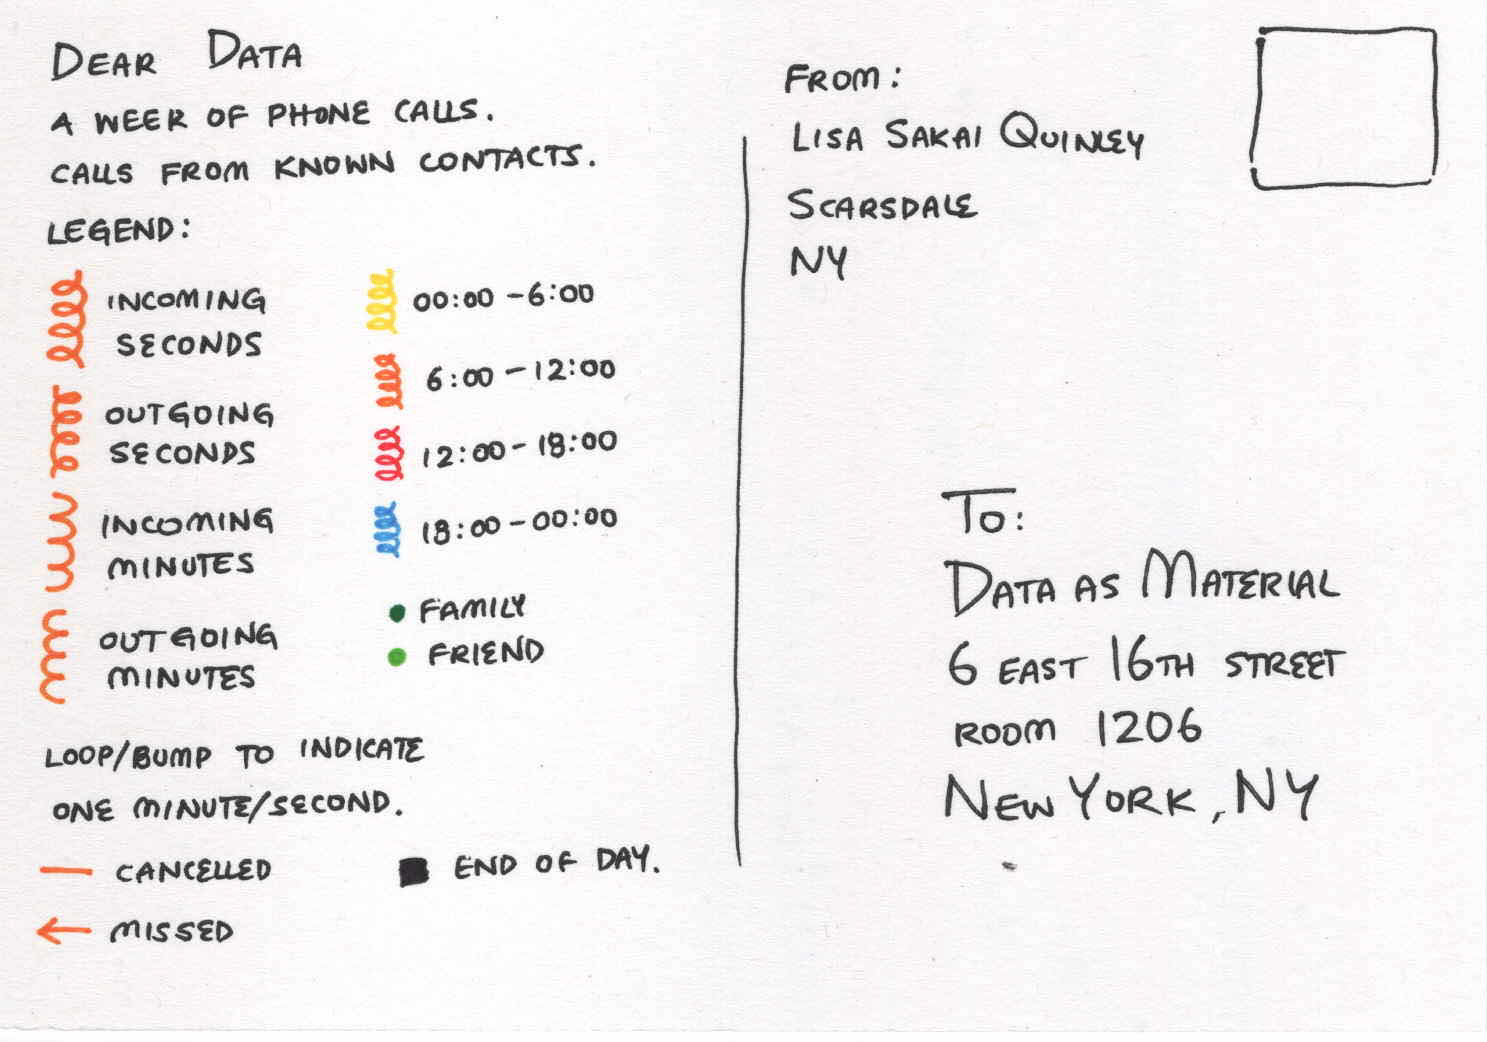 DEAR DATA
A WEEK OF PHONE CALLS.
CALLS FROM KNOWN CONTACTS.
LEGEND:
INCOMING
SECONDS
OUTGOING
SECONDS
INCOMING
MINUTES
OUTGOING
MINUTES
00:00 - 6:00
6:00 - 12:00
12:00 - 18:00
18:00 - 00:00
FAMILY
FRIEND
LOOP/BUMP TO INDICATE
ONE MINUTE/SECOND.
CANCELLED
MISSED
END OF DAY.
FROM:
LISA SAKAI QUINLEY
SCARSDALE
NY
TO:
DATA AS MATERIAL
6 EAST 16TH STREET
ROOM 1206
NEW YORK, NY